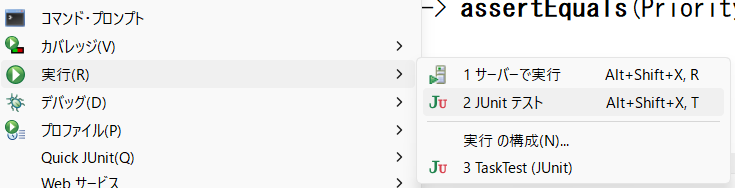 コマンド・プロンプト
カバレッジ(V)
実行(R)
デバッグ(D)
プロファイル(P)
Quick JUnit(Q)
Web サービス
-> assertEquals(Priority
1 サーバーで実行 Alt+Shift+X, R
JU 2 JUnit テスト Alt+Shift+X, T
実行 の構成(N)...
JU 3 TaskTest (JUnit)